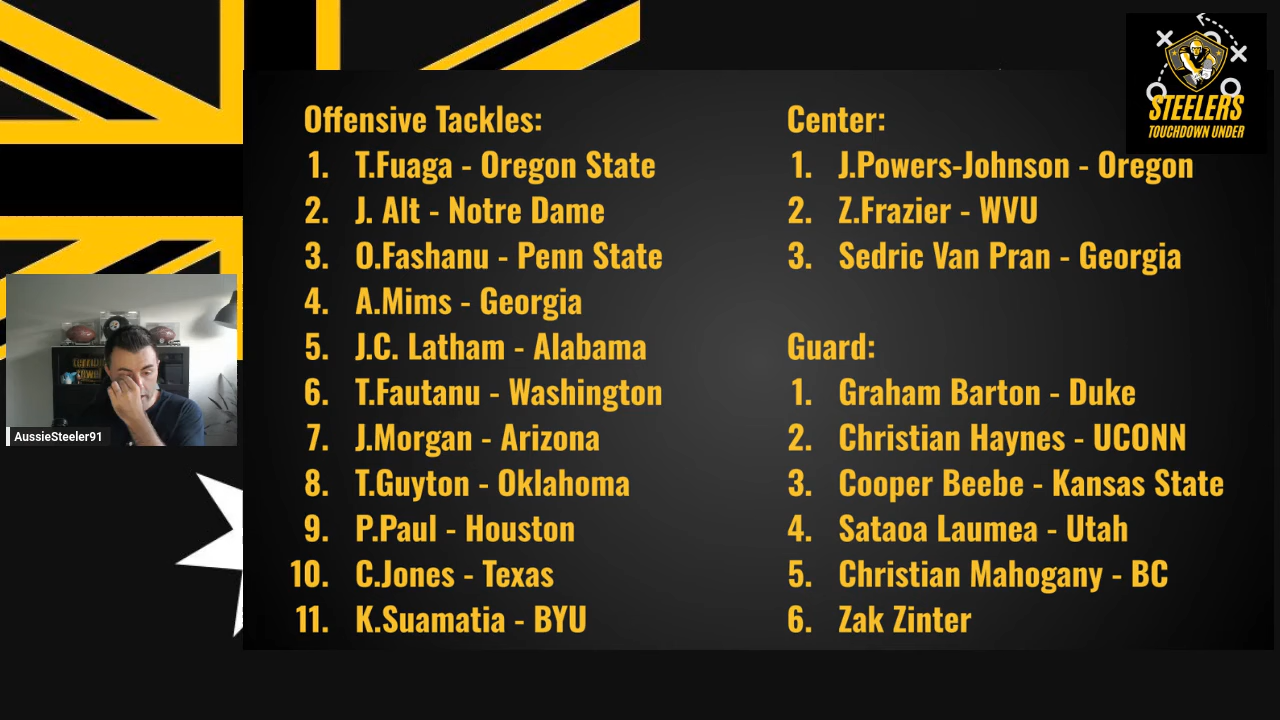 Offensive Tackles:
1. T.Fuaga - Oregon State
2. J. Alt - Notre Dame
3. O.Fashanu - Penn State
4. A.Mims - Georgia
5. J.C. Latham - Alabama
6. T.Fautanu - Washington
7. J.Morgan - Arizona
8. T.Guyton - Oklahoma
9. P.Paul - Houston
10. C.Jones - Texas
11. K.Suamatia - BYU
Center:
1. J.Powers-Johnson - Oregon
2. Z.Frazier - WVU
3. Sedric Van Pran - Georgia
Guard:
1. Graham Barton - Duke
2. Christian Haynes - UCONN
3. Cooper Beebe - Kansas State
4. Sataoa Laumea - Utah
5. Christian Mahogany - BC
6. Zak Zinter
STEELERS
TOUCHDOWN UNDER
AussieSteeler91